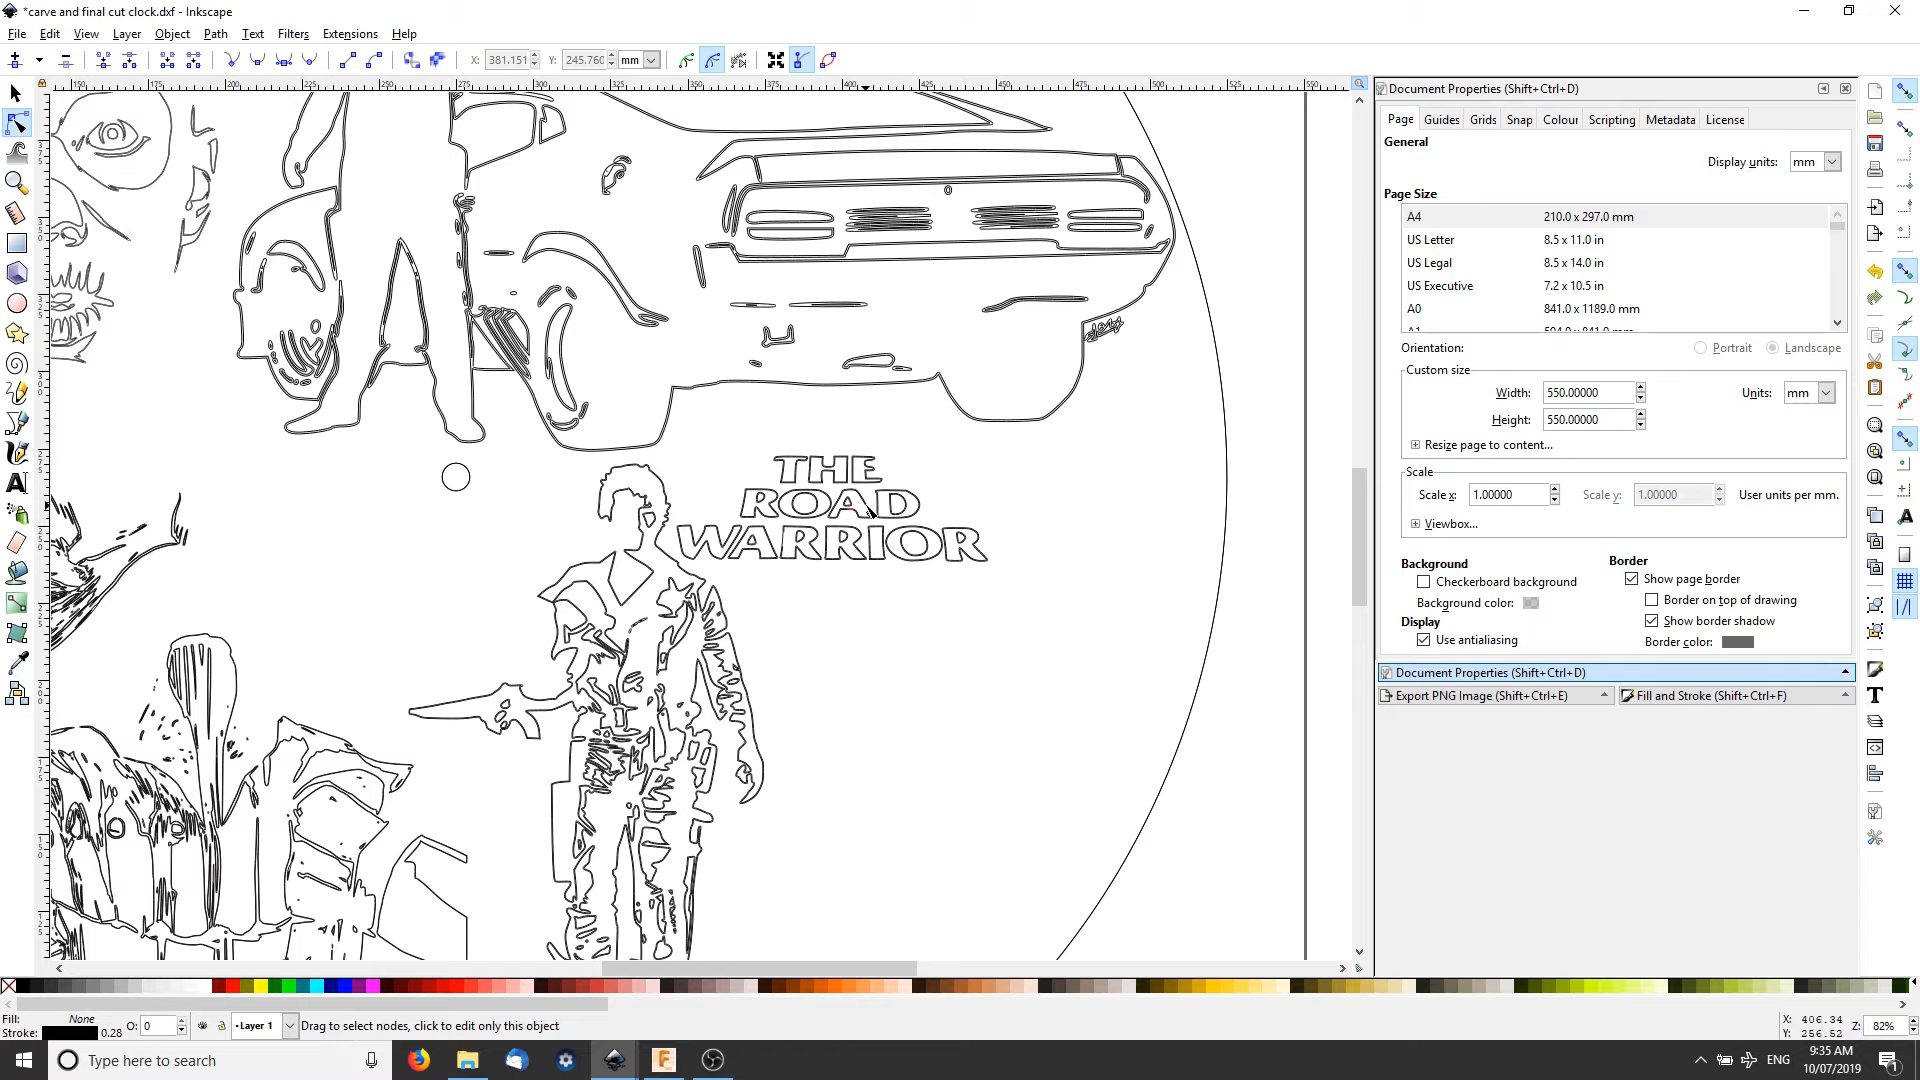 *carve and final cut clock.dxf - Inkscape
File Edit View Layer Object Path Text Filters Extensions Help
X: 381.151 Y: 245.760 mm
Document Properties (Shift+Ctrl+D)
Page Guides Grids Snap Colour Scripting Metadata License
General
Display units: mm
Page Size
A4 210.0 x 297.0 mm
US Letter 8.5 x 11.0 in
US Legal 8.5 x 14.0 in
US Executive 7.2 x 10.5 in
A0 841.0 x 1189.0 mm
Orientation: Portrait Landscape
Custom size
Width: 550.00000 Units: mm
Height: 550.00000
Resize page to content...
Scale
Scale x: 1.00000 Scale y: 1.00000 User units per mm.
Viewbox...
Background
Checkerboard background
Background color:
Display
Use antialiasing
Border
Show page border
Border on top of drawing
Show border shadow
Border color:
Document Properties (Shift+Ctrl+D)
Export PNG Image (Shift+Ctrl+E) Fill and Stroke (Shift+Ctrl+F)
THE
ROAD
WARRIOR
Fill: None
Stroke: 0.28 O: 0 Layer 1 Drag to select nodes, click to edit only this object
X: 406.34
Y: 256.52
Z: 82%
Type here to search
ENG
9:35 AM
10/07/2019